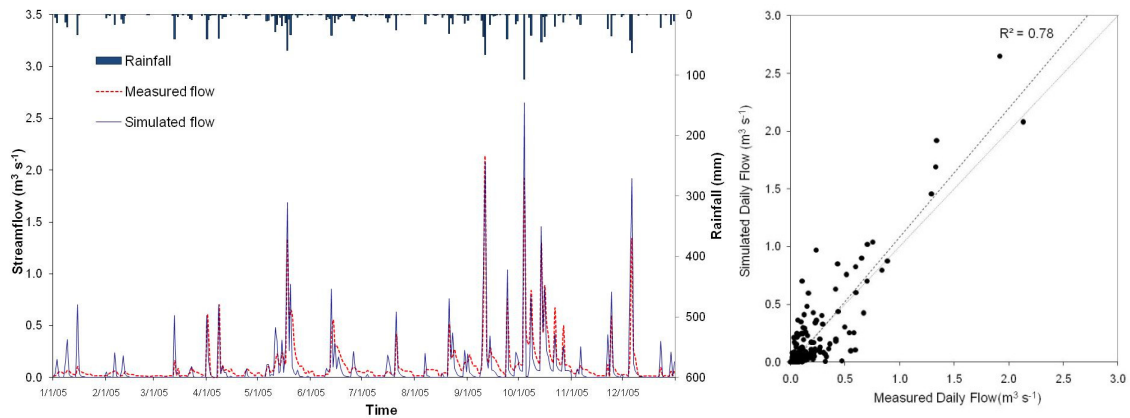 3.5
3.0
2.5
2.0
1.5
1.0
0.5
0.0
Streamflow (m³ s⁻¹)
Rainfall
Measured flow
Simulated flow
0
100
200
300
400
500
600
Rainfall (mm)
1/1/05 2/1/05 3/1/05 4/1/05 5/1/05 6/1/05 7/1/05 8/1/05 9/1/05 10/1/05 11/1/05 12/1/05
Time
3.0
2.5
2.0
1.5
1.0
0.5
0.0
Simulated Daily Flow (m³ s⁻¹)
R² = 0.78
0.0 0.5 1.0 1.5 2.0 2.5 3.0
Measured Daily Flow(m³ s⁻¹)